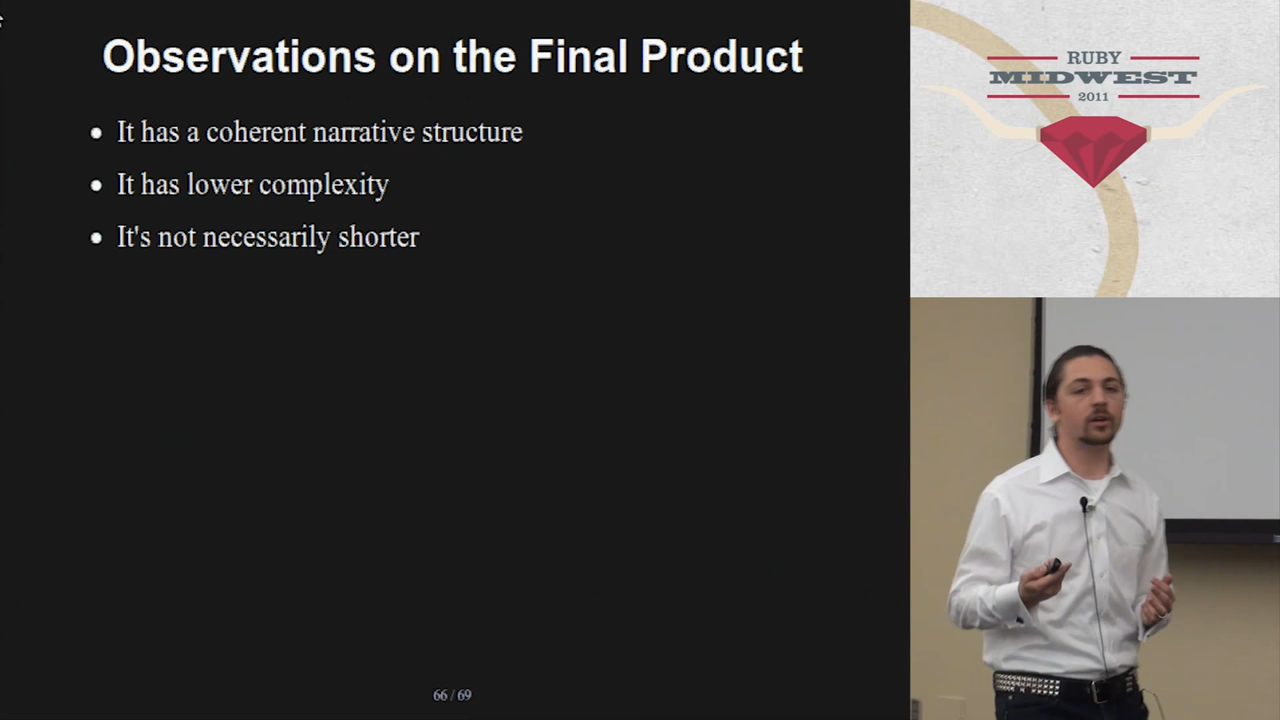 Observations on the Final Product
It has a coherent narrative structure
It has lower complexity
It's not necessarily shorter
66 / 69
RUBY
MIDWEST
2011